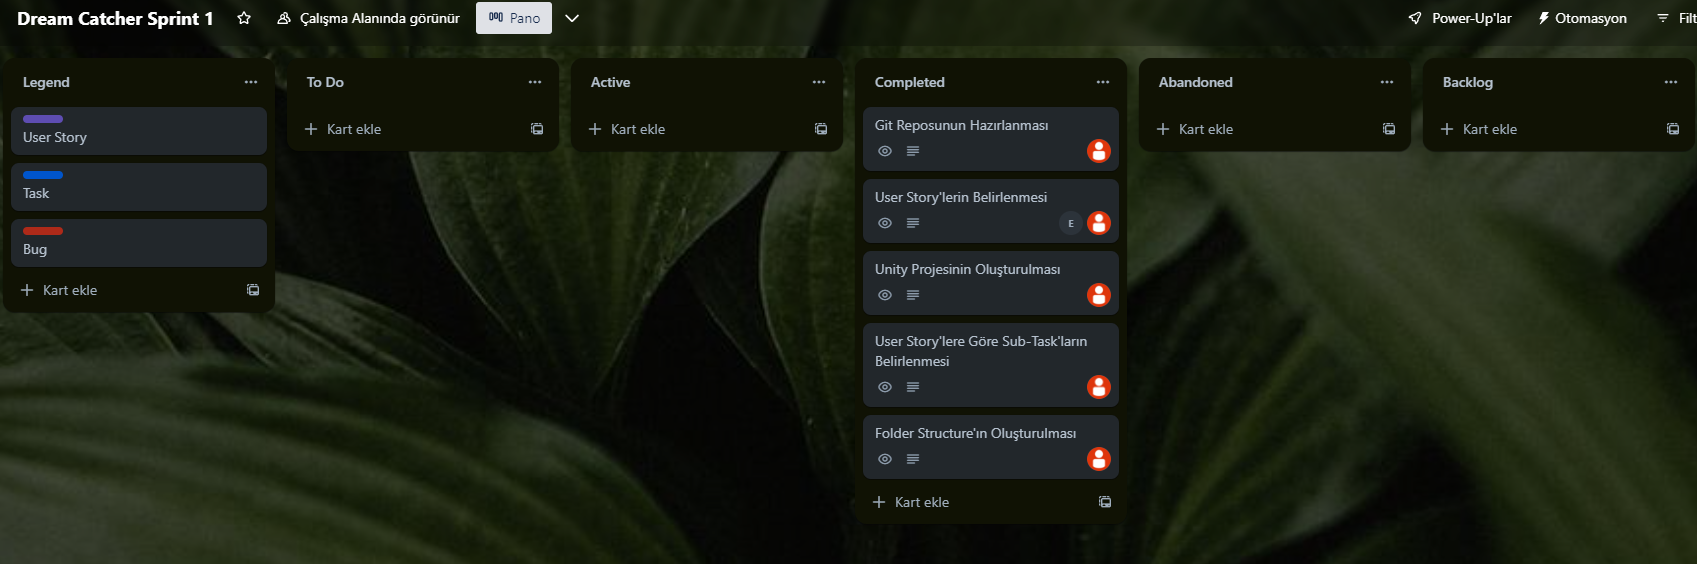 Dream Catcher Sprint 1
Çalışma Alanında görünür
Pano
Power-Up'lar
Otomasyon
Filt
Legend
User Story
Task
Bug
Kart ekle
To Do
Kart ekle
Active
Kart ekle
Completed
Git Reposunun Hazırlanması
User Story'lerin Belirlenmesi
E
Unity Projesinin Oluşturulması
User Story'lere Göre Sub-Task'ların
Belirlenmesi
Folder Structure'ın Oluşturulması
Kart ekle
Abandoned
Kart ekle
Backlog
Kart ekle